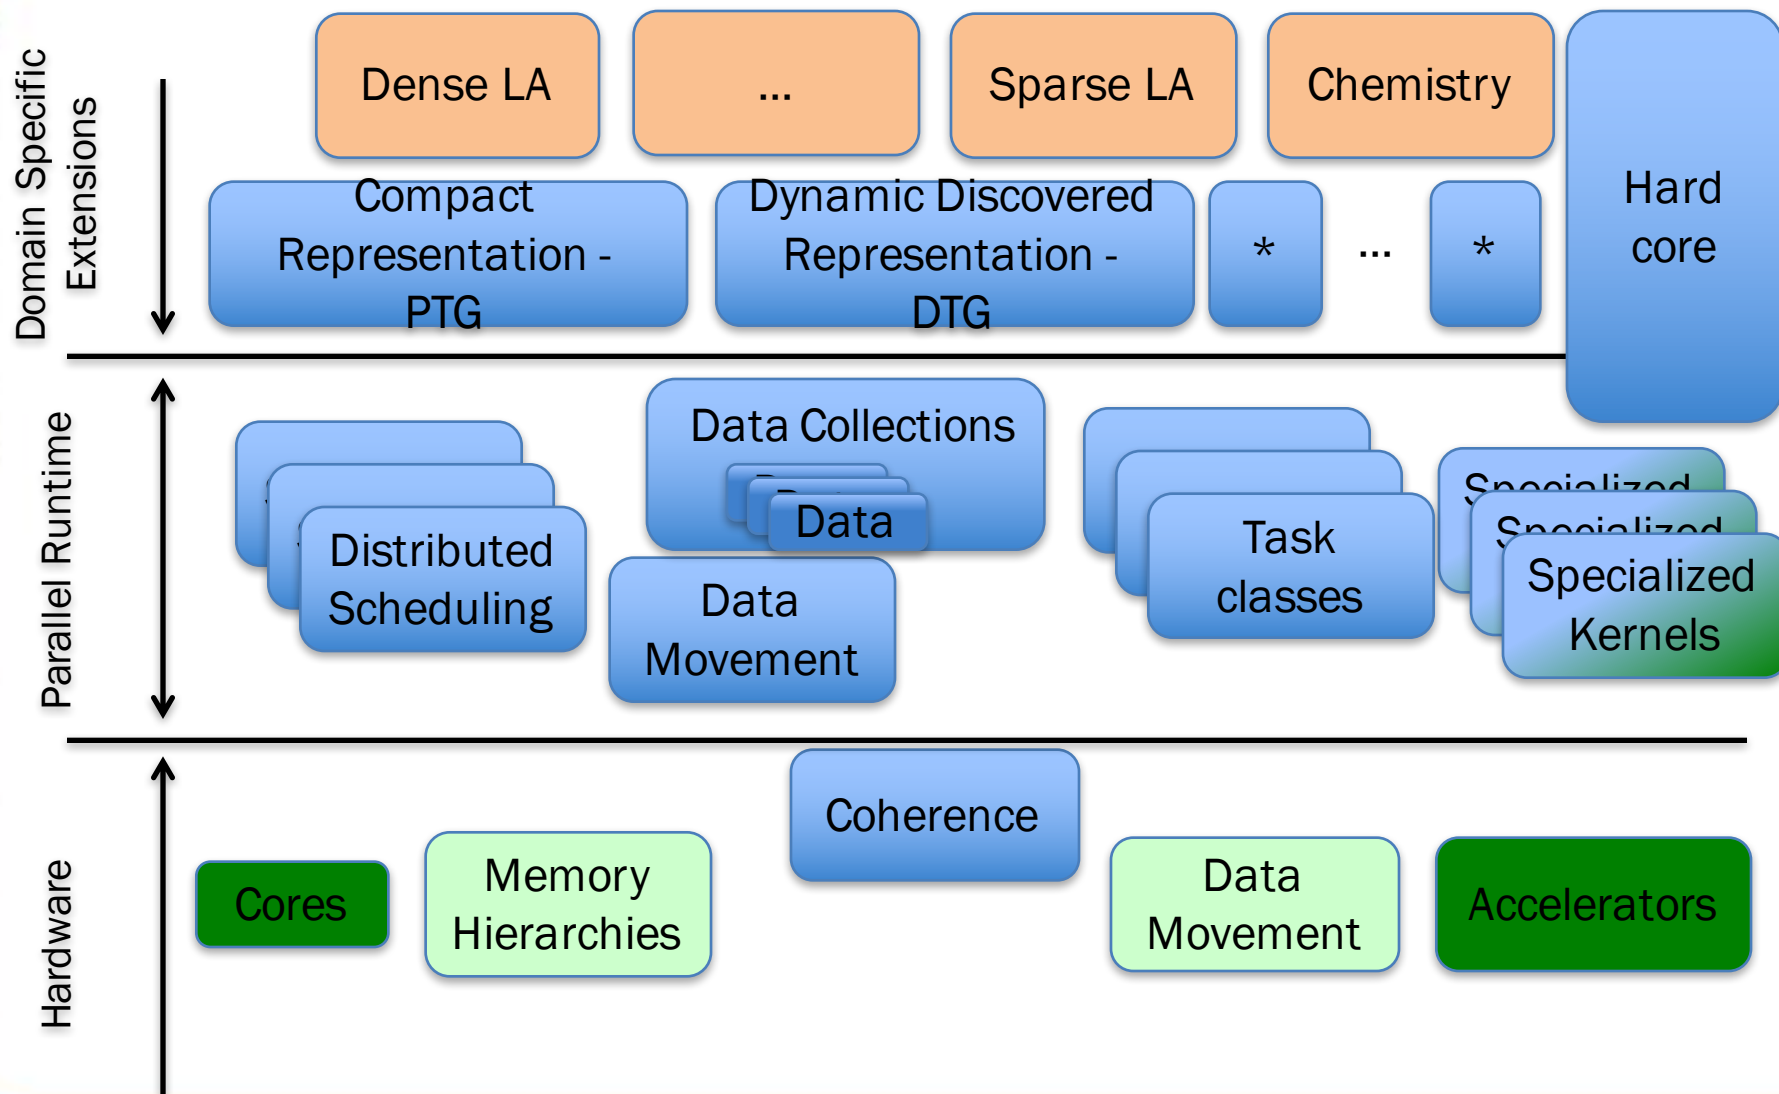 Domain Specific
Extensions
Dense LA
...
Sparse LA
Chemistry
Hard
core
Compact
Representation -
PTG
Dynamic Discovered
Representation -
DTG
*
...
*
Parallel Runtime
Data Collections
Data
Distributed
Scheduling
Data
Movement
Task
classes
Specialized
Specialized
Specialized
Kernels
Hardware
Coherence
Cores
Memory
Hierarchies
Data
Movement
Accelerators